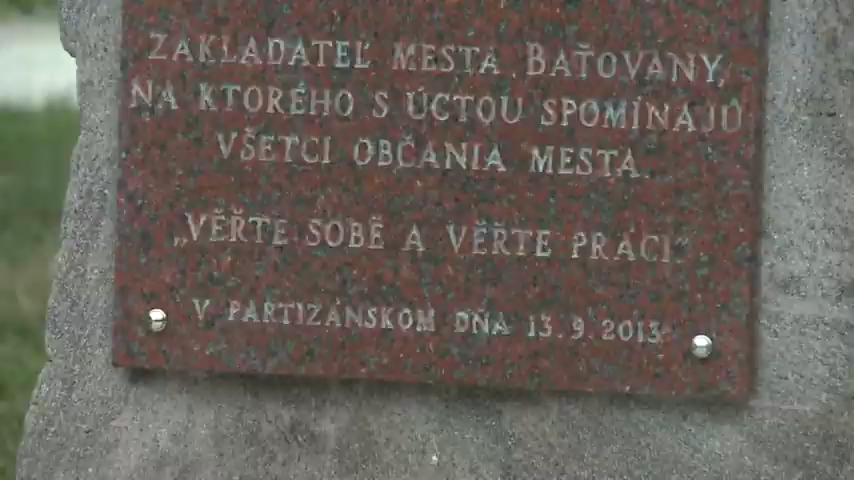 ZAKLADATEĽ MESTA BAŤOVANY,
NA KTORÉHO S ÚCTOU SPOMÍNAJÚ
VŠETCI OBČANIA MESTA
„VĚŘTE SOBĚ A VĚŘTE PRÁCI“
V PARTIZÁNSKOM DŇA 13.9.2013